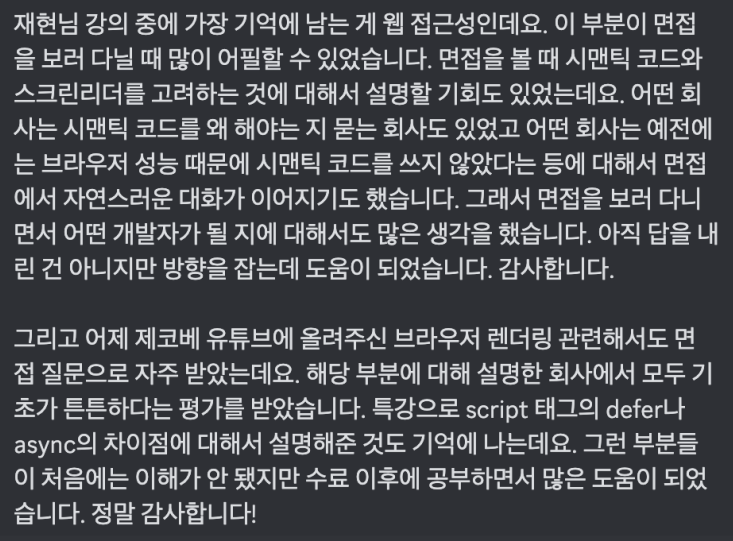 재현님 강의 중에 가장 기억에 남는 게 웹 접근성인데요. 이 부분이 면접
을 보러 다닐 때 많이 어필할 수 있었습니다. 면접을 볼 때 시맨틱 코드와
스크린리더를 고려하는 것에 대해서 설명할 기회도 있었는데요. 어떤 회
사는 시맨틱 코드를 왜 해야는 지 묻는 회사도 있었고 어떤 회사는 예전에
는 브라우저 성능 때문에 시맨틱 코드를 쓰지 않았다는 등에 대해서 면접
에서 자연스러운 대화가 이어지기도 했습니다. 그래서 면접을 보러 다니
면서 어떤 개발자가 될 지에 대해서도 많은 생각을 했습니다. 아직 답을 내
린 건 아니지만 방향을 잡는데 도움이 되었습니다. 감사합니다.
그리고 어제 제코베 유튜브에 올려주신 브라우저 렌더링 관련해서도 면
접 질문으로 자주 받았는데요. 해당 부분에 대해 설명한 회사에서 모두 기
초가 튼튼하다는 평가를 받았습니다. 특강으로 script 태그의 defer나
async의 차이점에 대해서 설명해준 것도 기억에 나는데요. 그런 부분들
이 처음에는 이해가 안 됐지만 수료 이후에 공부하면서 많은 도움이 되었
습니다. 정말 감사합니다!